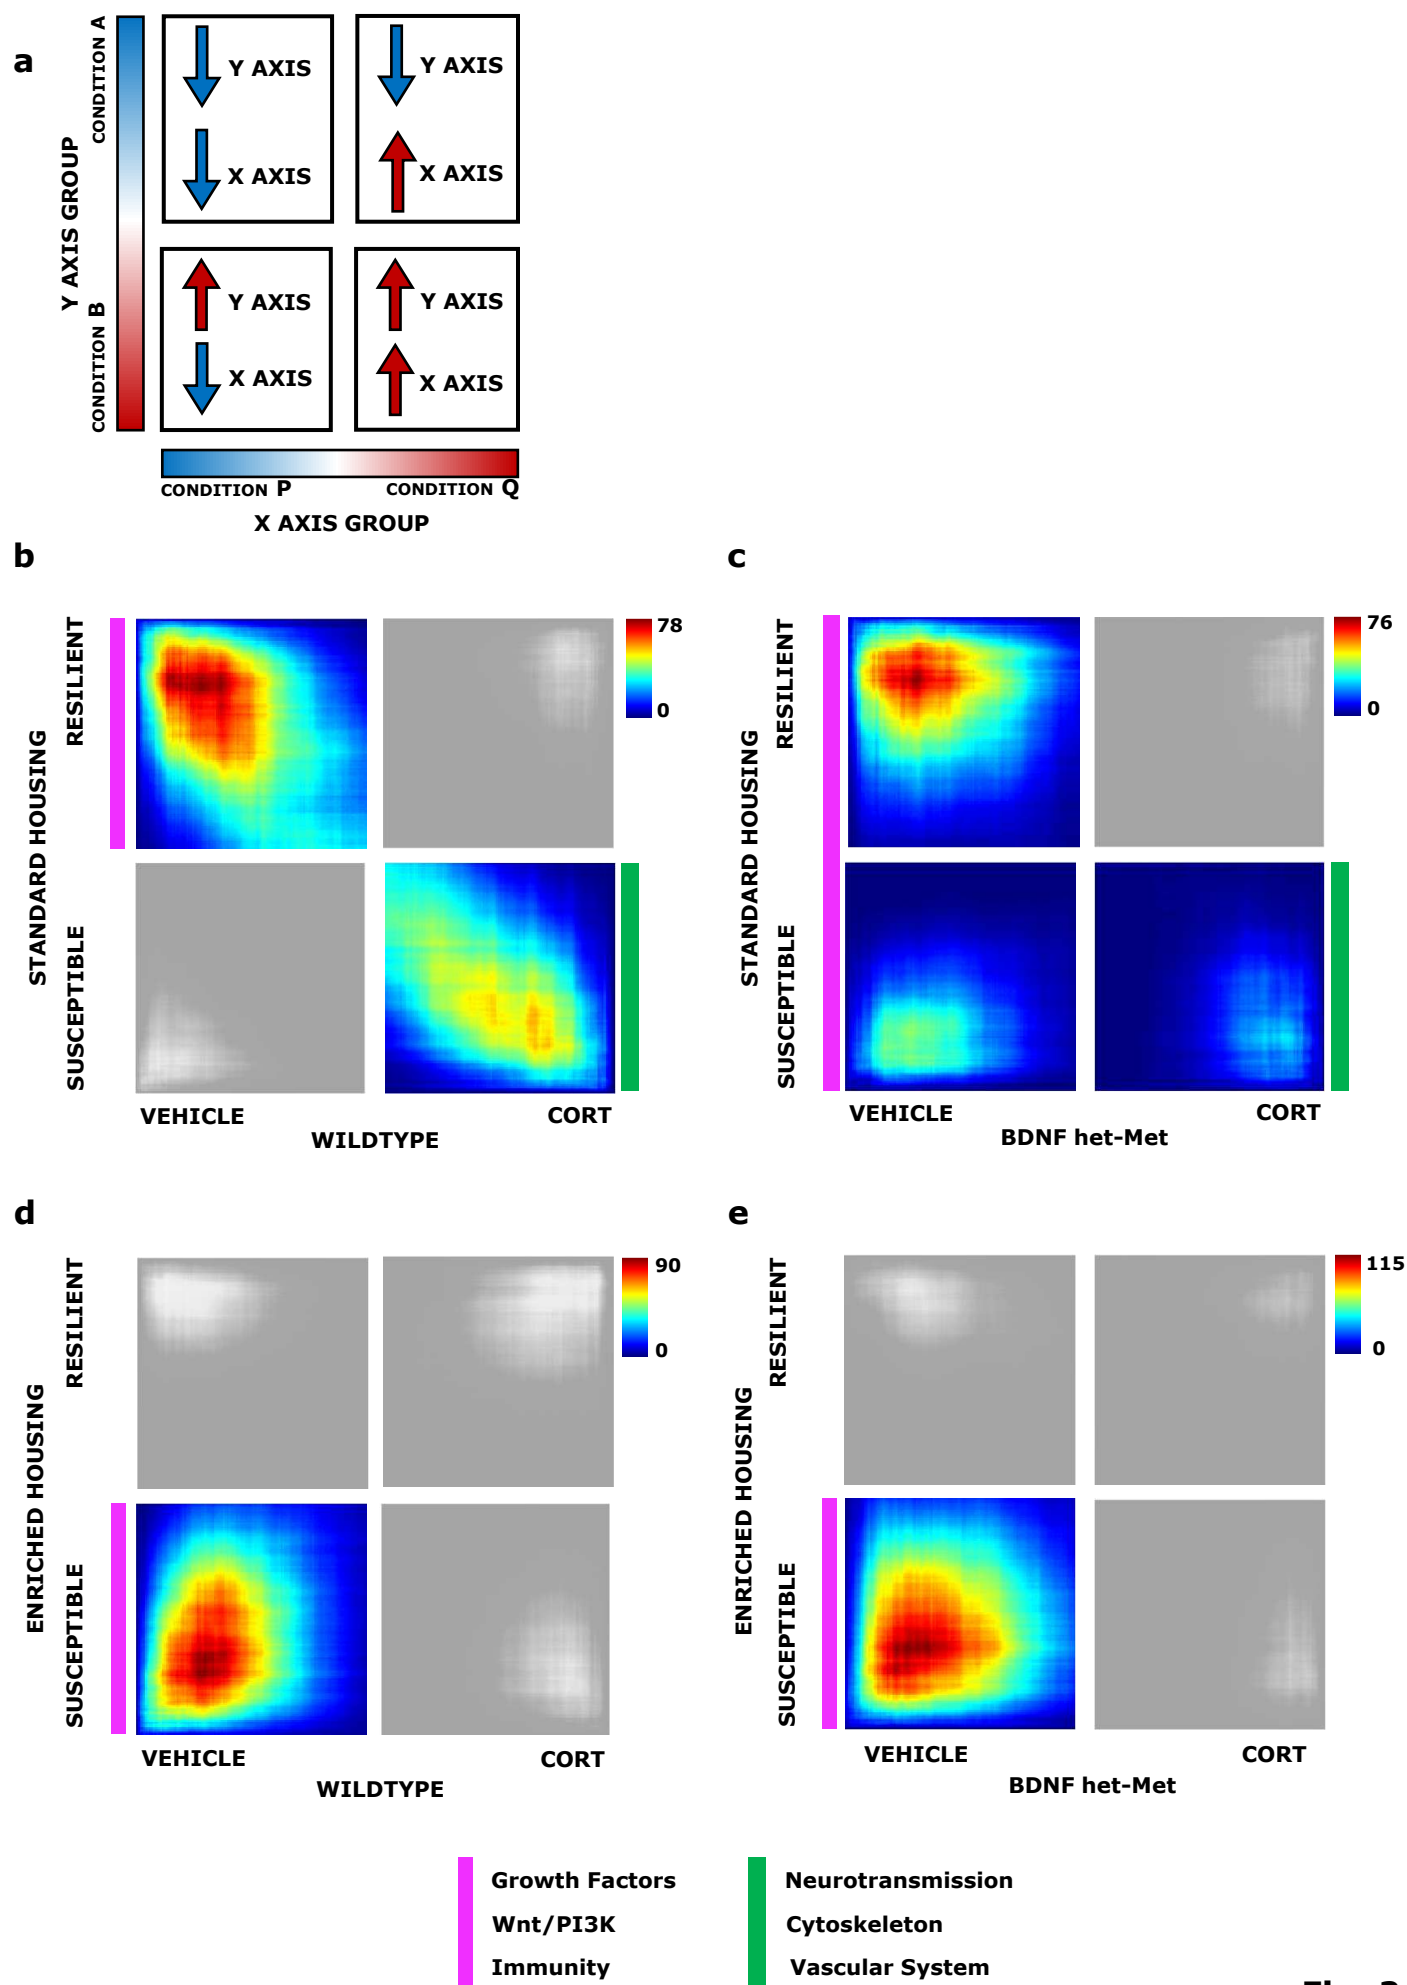 a
CONDITION A
Y AXIS GROUP
CONDITION B
Y AXIS
Y AXIS
X AXIS
X AXIS
Y AXIS
Y AXIS
X AXIS
X AXIS
CONDITION P
CONDITION Q
X AXIS GROUP
b
STANDARD HOUSING
RESILIENT
SUSCEPTIBLE
78
0
VEHICLE
CORT
WILDTYPE
c
STANDARD HOUSING
RESILIENT
SUSCEPTIBLE
76
0
VEHICLE
CORT
BDNF het-Met
d
ENRICHED HOUSING
RESILIENT
SUSCEPTIBLE
90
0
VEHICLE
CORT
WILDTYPE
e
ENRICHED HOUSING
RESILIENT
SUSCEPTIBLE
115
0
VEHICLE
CORT
BDNF het-Met
Growth Factors
Wnt/PI3K
Immunity
Neurotransmission
Cytoskeleton
Vascular System